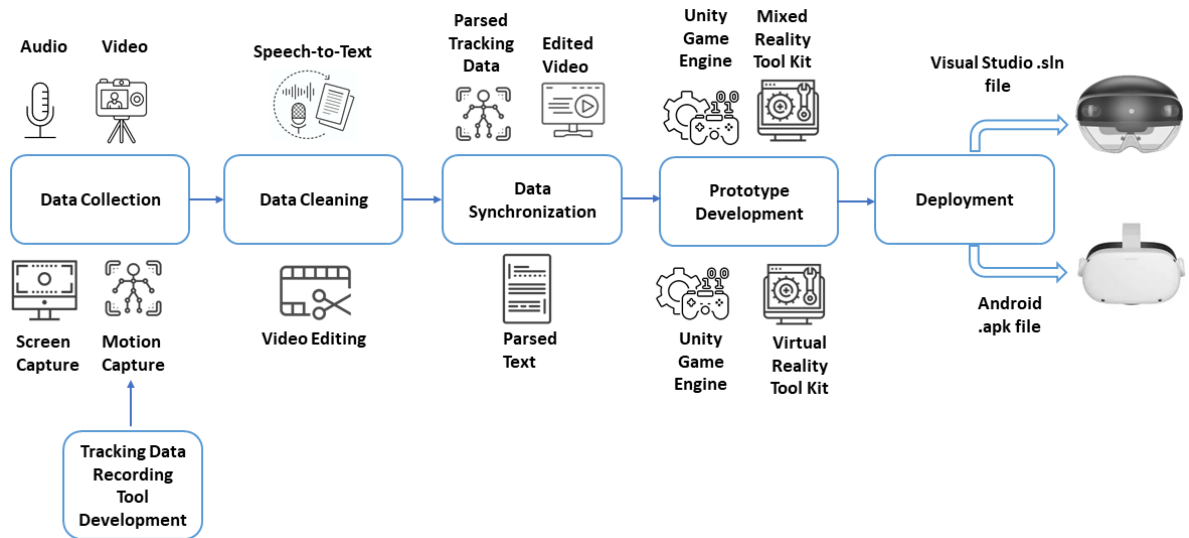 Audio
Video
Speech-to-Text
Parsed
Tracking
Data
Edited
Video
Unity
Game
Engine
Mixed
Reality
Tool Kit
Visual Studio .sln
file
Data Collection
Data Cleaning
Data
Synchronization
Prototype
Development
Deployment
Screen
Capture
Motion
Capture
Video Editing
Parsed
Text
Unity
Game
Engine
Virtual
Reality
Tool Kit
Android
.apk file
Tracking Data
Recording
Tool
Development